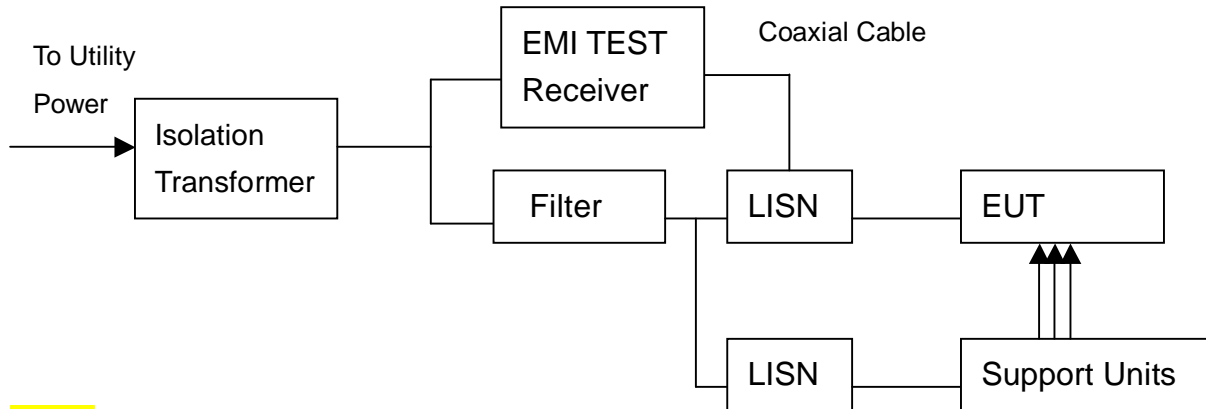 To Utility
Power
Isolation
Transformer
EMI TEST
Receiver
Coaxial Cable
Filter
LISN
EUT
LISN
Support Units